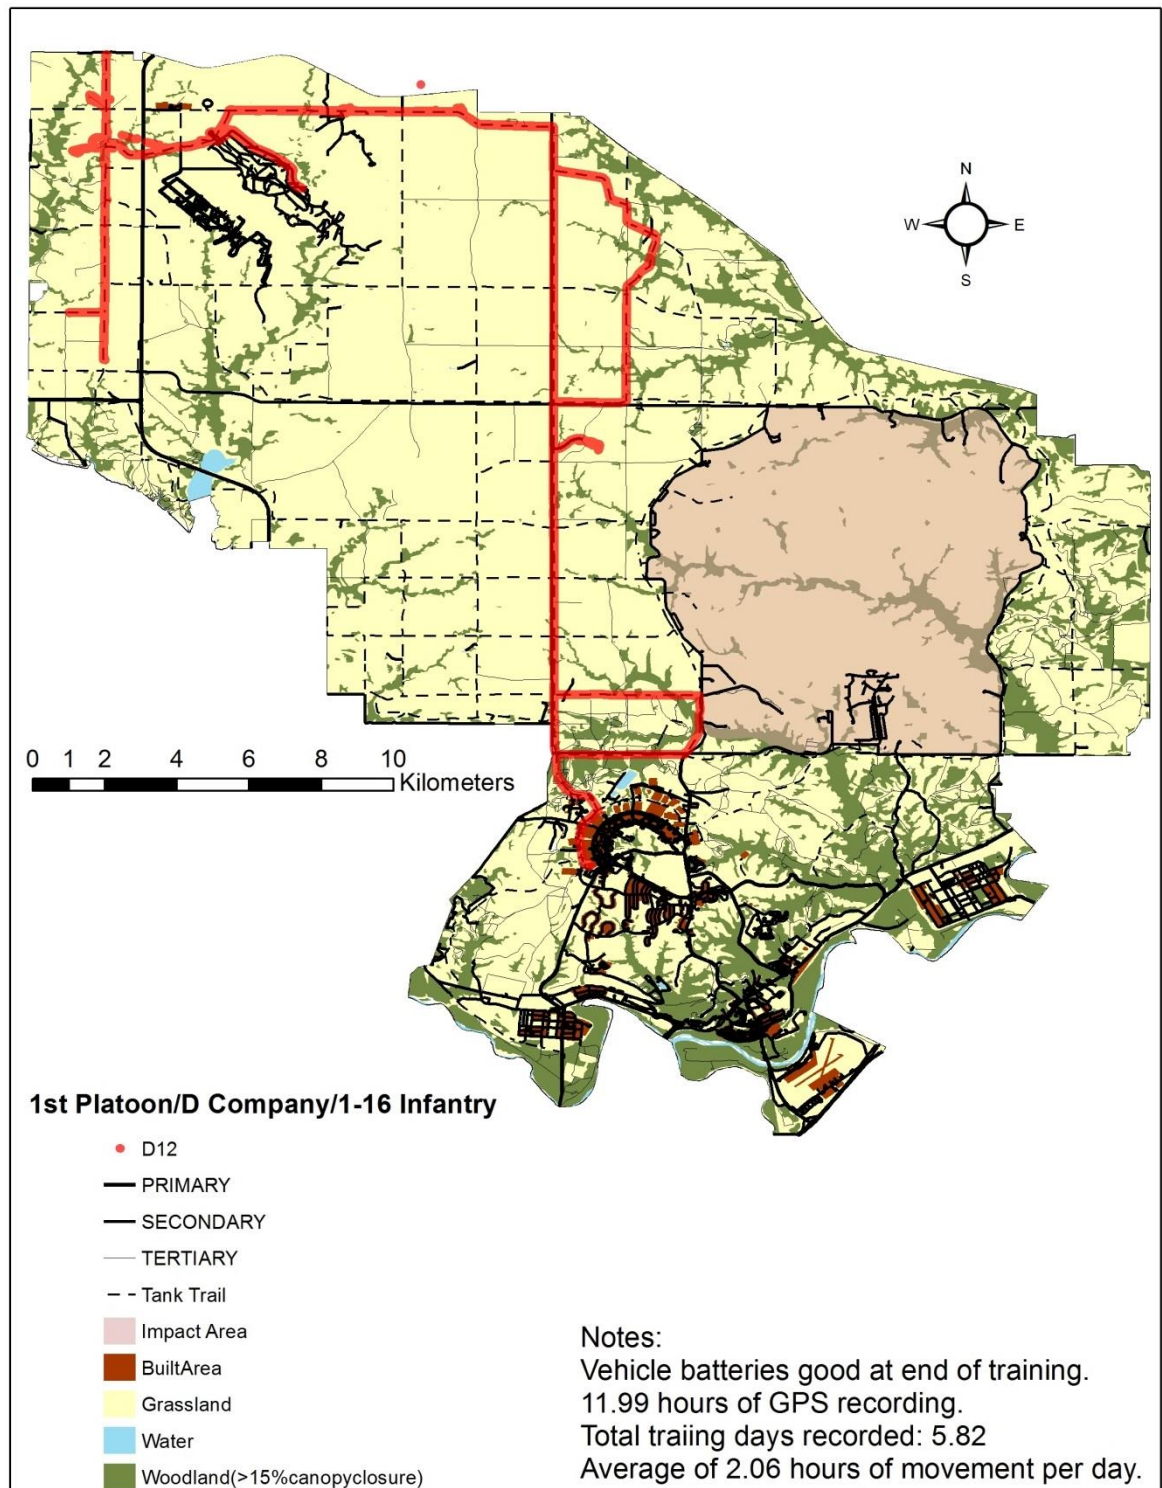 N
W E
S
0 1 2 4 6 8 10
Kilometers
1st Platoon/D Company/1-16 Infantry
D12
PRIMARY
SECONDARY
TERTIARY
Tank Trail
Impact Area
BuiltArea
Grassland
Water
Woodland(>15%canopyclosure)
Notes:
Vehicle batteries good at end of training.
11.99 hours of GPS recording.
Total traiing days recorded: 5.82
Average of 2.06 hours of movement per day.